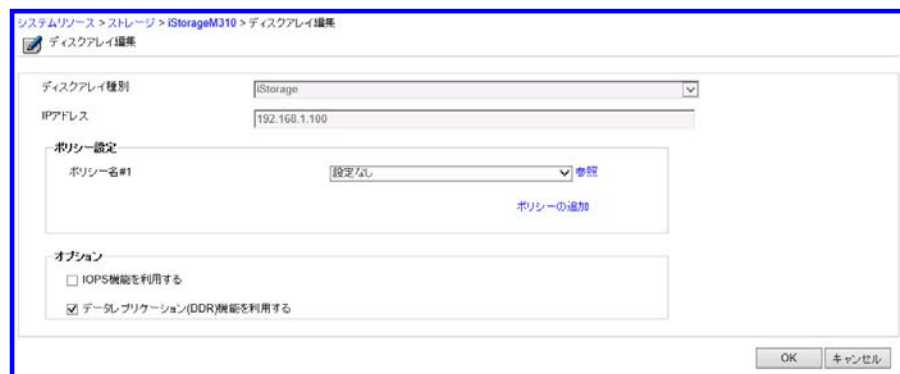 システムリソース > ストレージ > iStorageM310 > ディスクアレイ編集
ディスクアレイ編集
ディスクアレイ種別 iStorage
IPアドレス 192.168.1.100
ポリシー設定
ポリシー名#1 設定なし 参照
ポリシーの追加
オプション
IOPS機能を利用する
データレプリケーション(DDR)機能を利用する
OK キャンセル